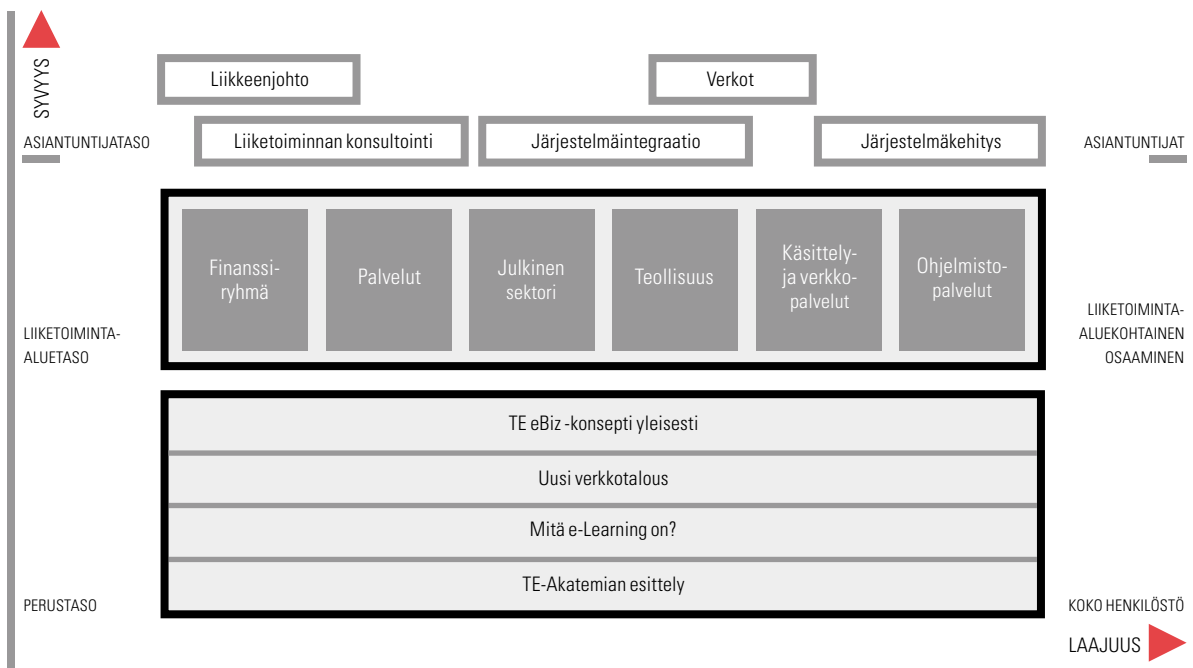 SYVYYS
Liikkeenjohto
Verkot
ASIANTUNTIJATASO
Liiketoiminnan konsultointi
Järjestelmäintegraatio
Järjestelmäkehitys
ASIANTUNTIJAT
Finanssi-
ryhmä
Palvelut
Julkinen
sektori
Teollisuus
Käsittely-
ja verkko-
palvelut
Ohjelmisto-
palvelut
LIIKETOIMINTA-
ALUETASO
LIIKETOIMINTA-
ALUEKOHTAINEN
OSAAMINEN
TE eBiz -konsepti yleisesti
Uusi verkkotalous
Mitä e-Learning on?
TE-Akatemian esittely
PERUSTASO
KOKO HENKILÖSTÖ
LAAJUUS